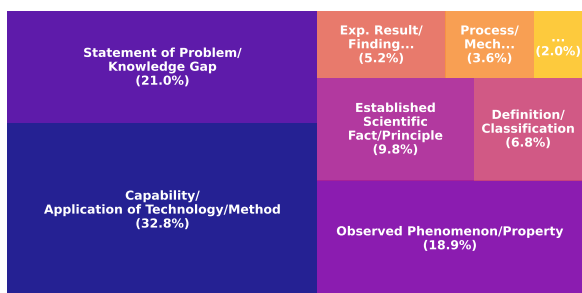 Statement of Problem/
Knowledge Gap
(21.0%)
Capability/
Application of Technology/Method
(32.8%)
Exp. Result/
Finding...
(5.2%)
Process/
Mech...
(3.6%)
...
(2.0%)
Established
Scientific
Fact/Principle
(9.8%)
Definition/
Classification
(6.8%)
Observed Phenomenon/Property
(18.9%)